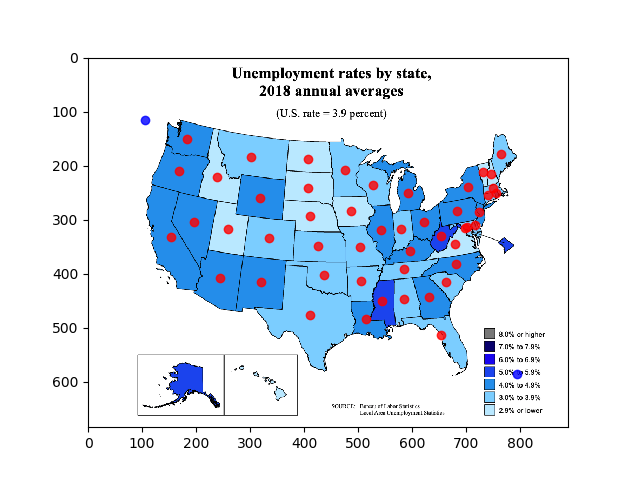 Unemployment rates by state,
2018 annual averages
(U.S. rate = 3.9 percent)
0
100
200
300
400
500
600
8.0% or higher
7.0% to 7.9%
6.0% to 6.9%
5.0% 5.9%
4.0% to 4.9%
3.0% to 3.9%
2.9% or lower
SOURCE: Bureau of Labor Statistics
Local Area Unemployment Statistics
0 100 200 300 400 500 600 700 800